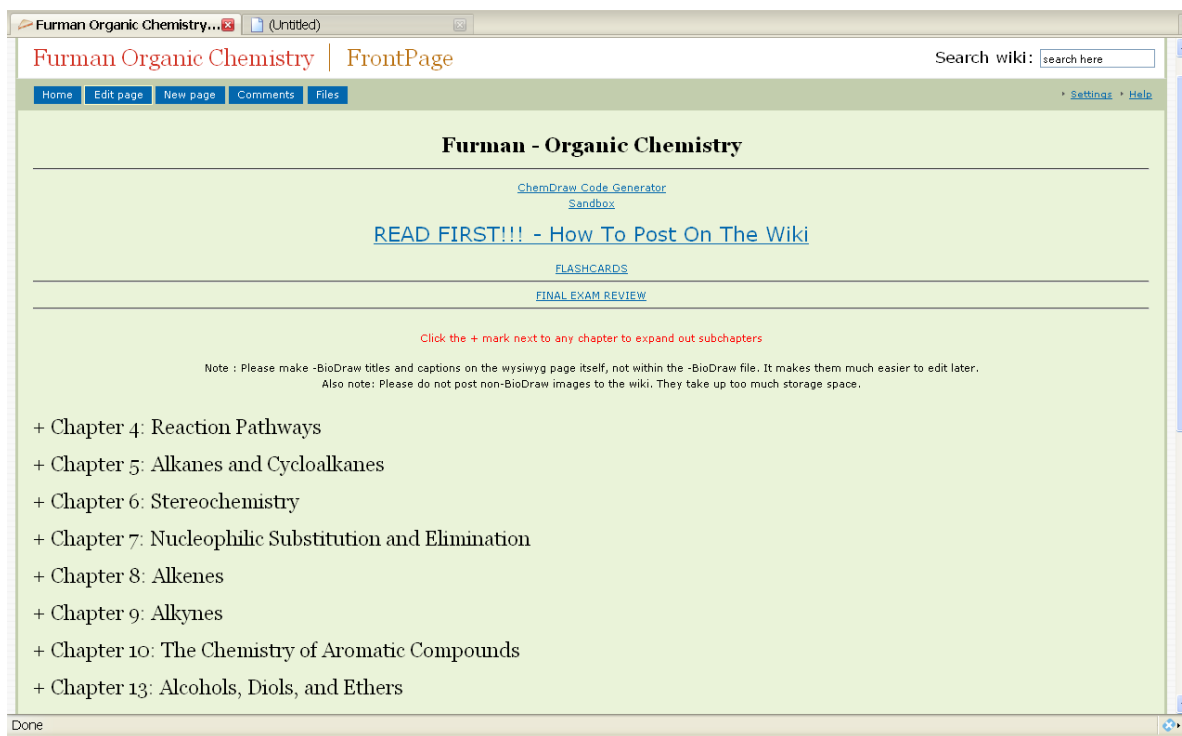 Furman Organic Chemistry... (Untitled)
Furman Organic Chemistry FrontPage Search wiki: search here
Home Edit page New page Comments Files Settings Help
Furman - Organic Chemistry
ChemDraw Code Generator
Sandbox
READ FIRST!!! - How To Post On The Wiki
FLASHCARDS
FINAL EXAM REVIEW
Click the + mark next to any chapter to expand out subchapters
Note : Please make -BioDraw titles and captions on the wysiwyg page itself, not within the -BioDraw file. It makes them much easier to edit later.
Also note: Please do not post non-BioDraw images to the wiki. They take up too much storage space.
+ Chapter 4: Reaction Pathways
+ Chapter 5: Alkanes and Cycloalkanes
+ Chapter 6: Stereochemistry
+ Chapter 7: Nucleophilic Substitution and Elimination
+ Chapter 8: Alkenes
+ Chapter 9: Alkynes
+ Chapter 10: The Chemistry of Aromatic Compounds
+ Chapter 13: Alcohols, Diols, and Ethers
Done